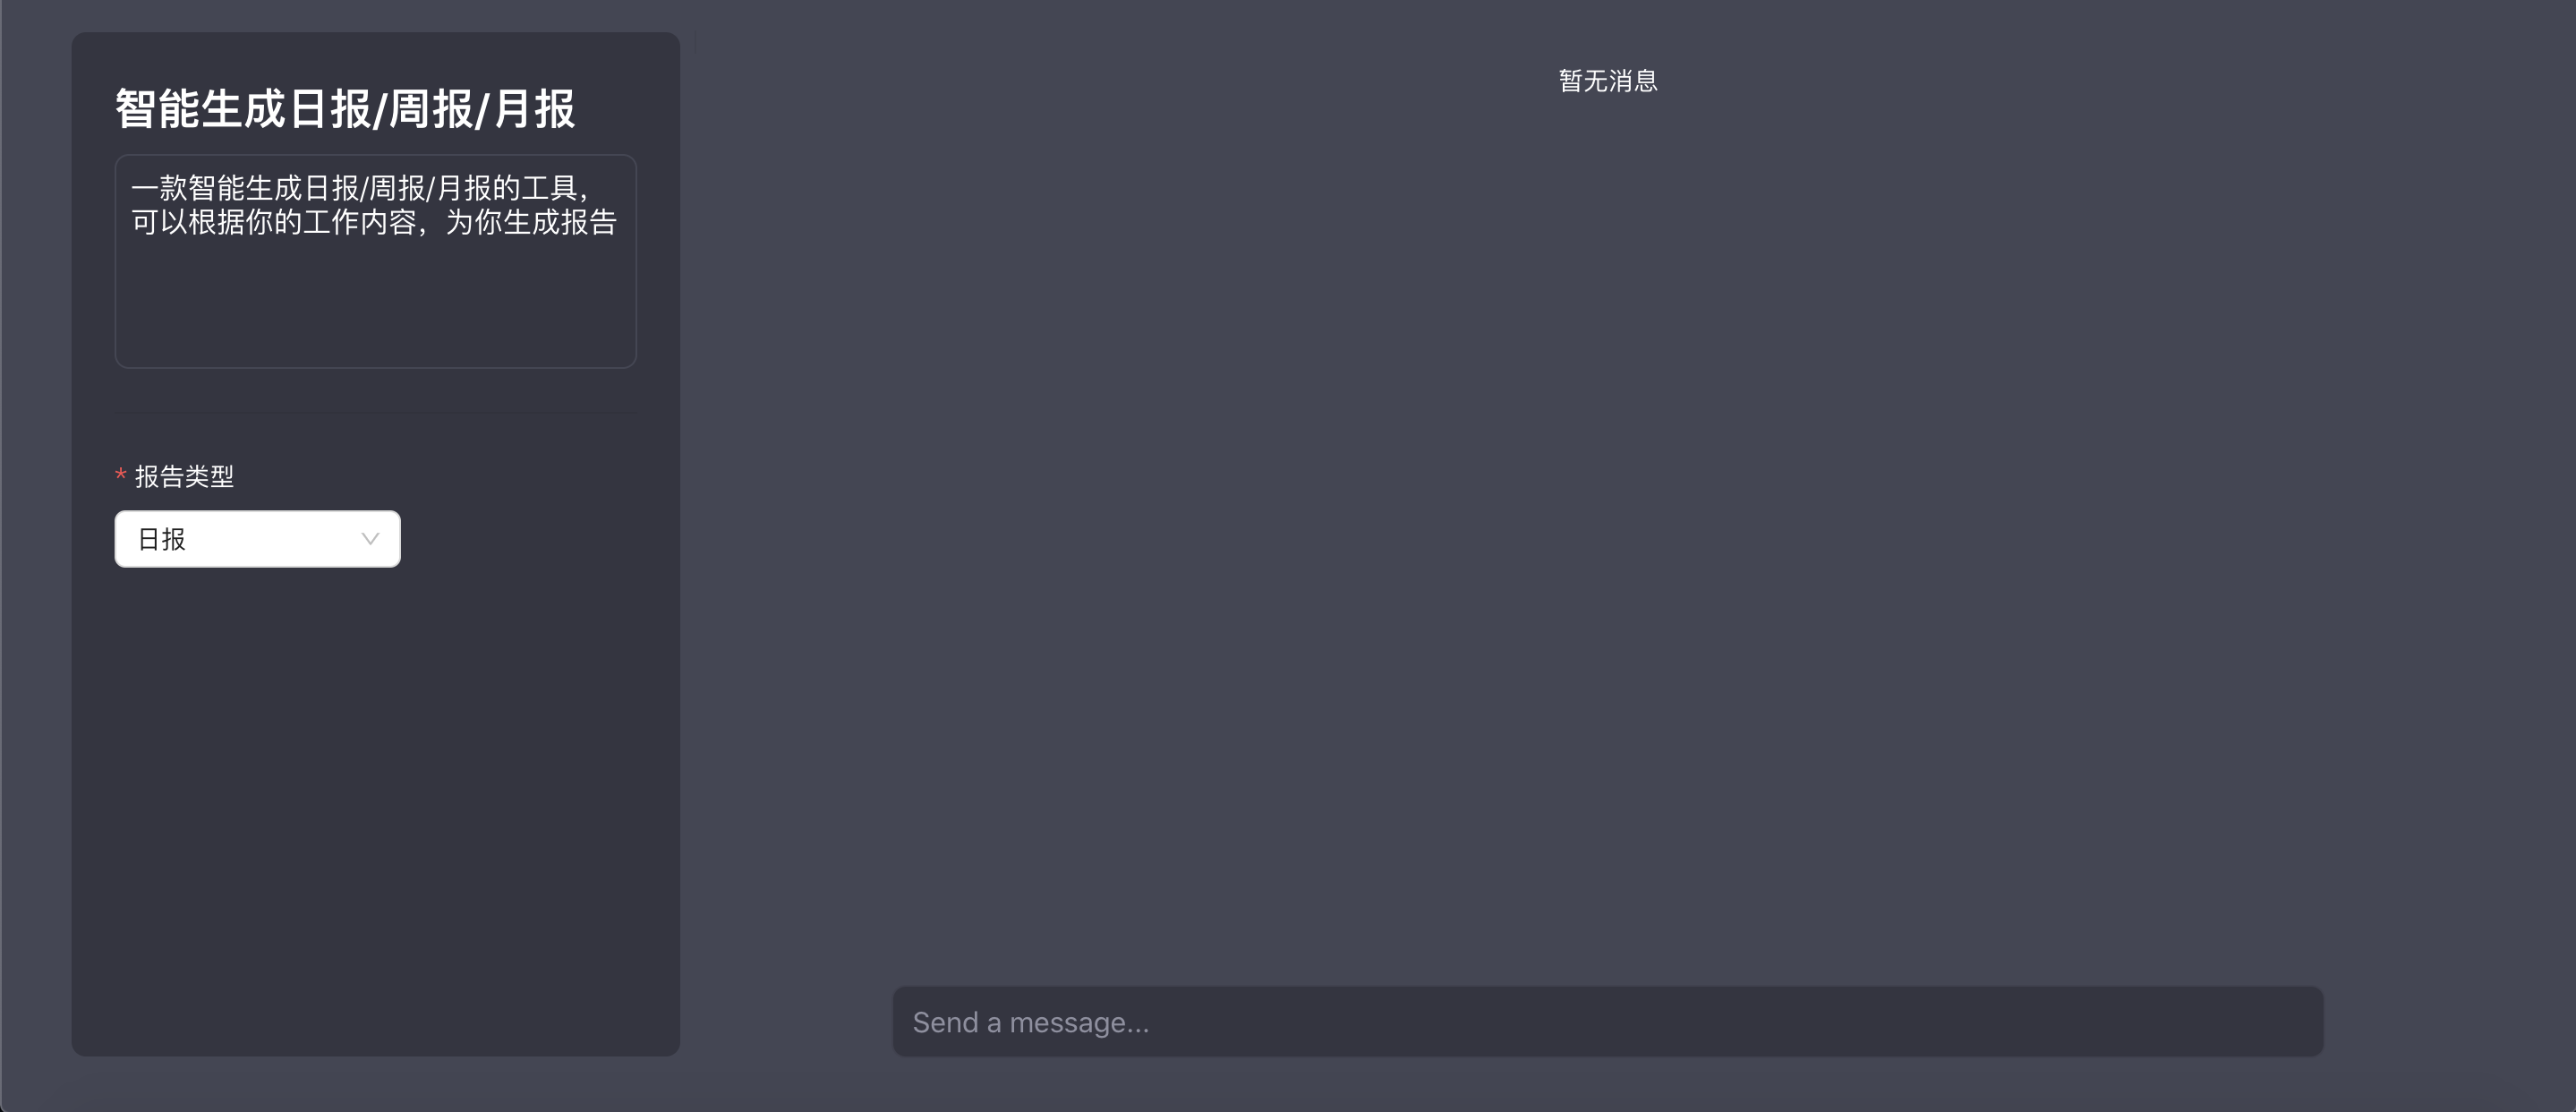 智能生成日报/周报/月报
一款智能生成日报/周报/月报的工具，
可以根据你的工作内容，为你生成报告
* 报告类型
日报
暂无消息
Send a message...